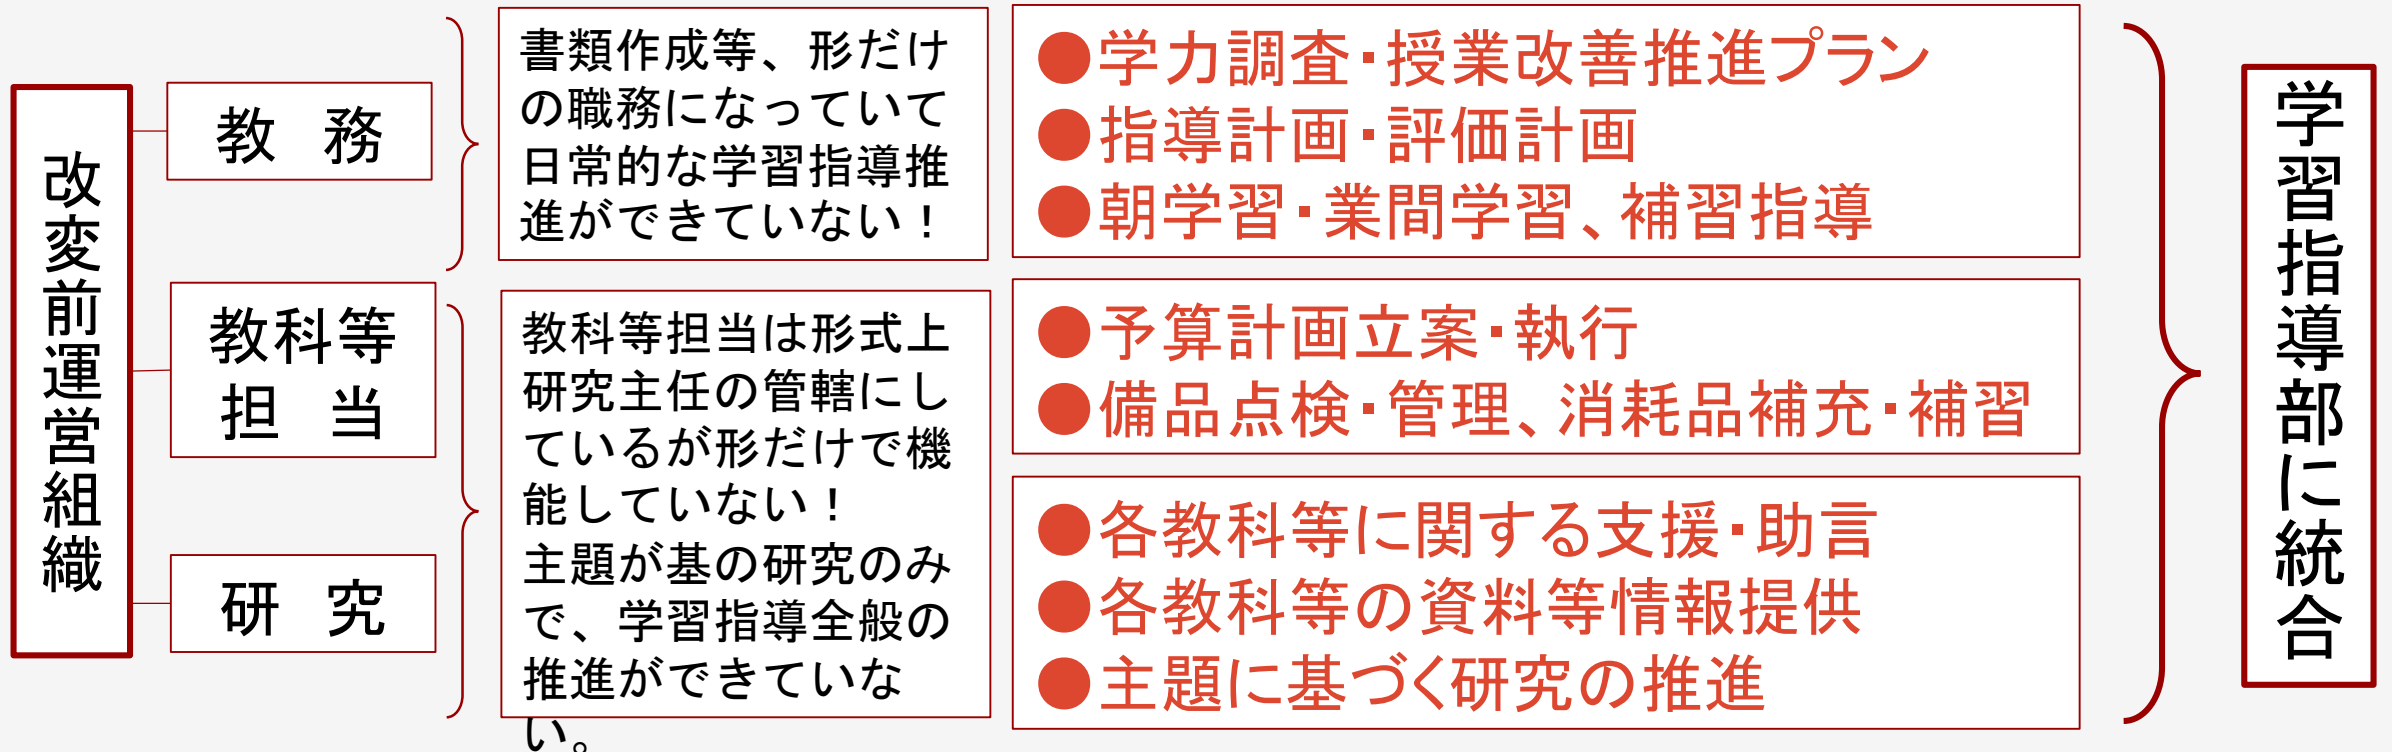 改変前運営組織
教　務
教科等
担　当
研　究
書類作成等、形だけ
の職務になっていて
日常的な学習指導推
進ができていない！
教科等担当は形式上
研究主任の管轄にし
ているが形だけで機
能していない！
主題が基の研究のみ
で、学習指導全般の
推進ができていな
い。
●学力調査・授業改善推進プラン
●指導計画・評価計画
●朝学習・業間学習、補習指導
●予算計画立案・執行
●備品点検・管理、消耗品補充・補習
●各教科等に関する支援・助言
●各教科等の資料等情報提供
●主題に基づく研究の推進
学習指導部に統合